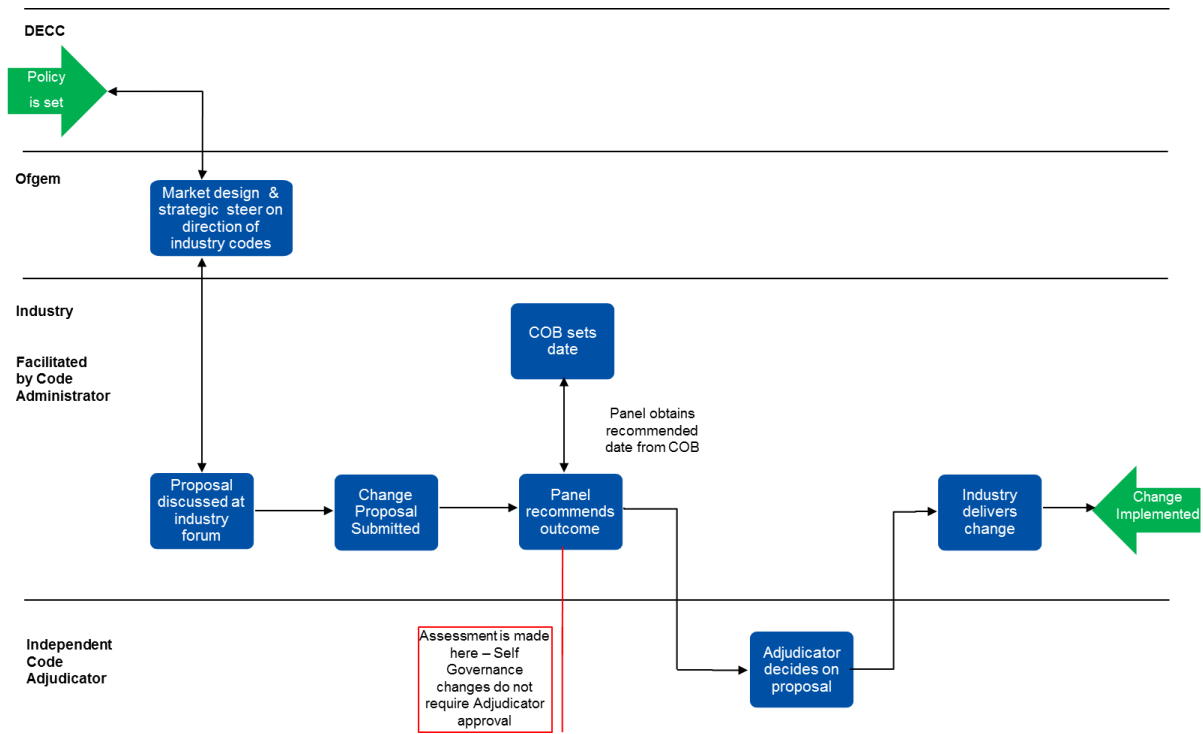 DECC
Policy
is set
Ofgem
Market design &
strategic steer on
direction of
industry codes
Industry
Facilitated
by Code
Administrator
COB sets
date
Panel obtains
recommended
date from COB
Proposal
discussed at
industry
forum
Change
Proposal
Submitted
Panel
recommends
outcome
Industry
delivers
change
Change
Implemented
Independent
Code
Adjudicator
Assessment is made
here – Self
Governance
changes do not
require Adjudicator
approval
Adjudicator
decides on
proposal